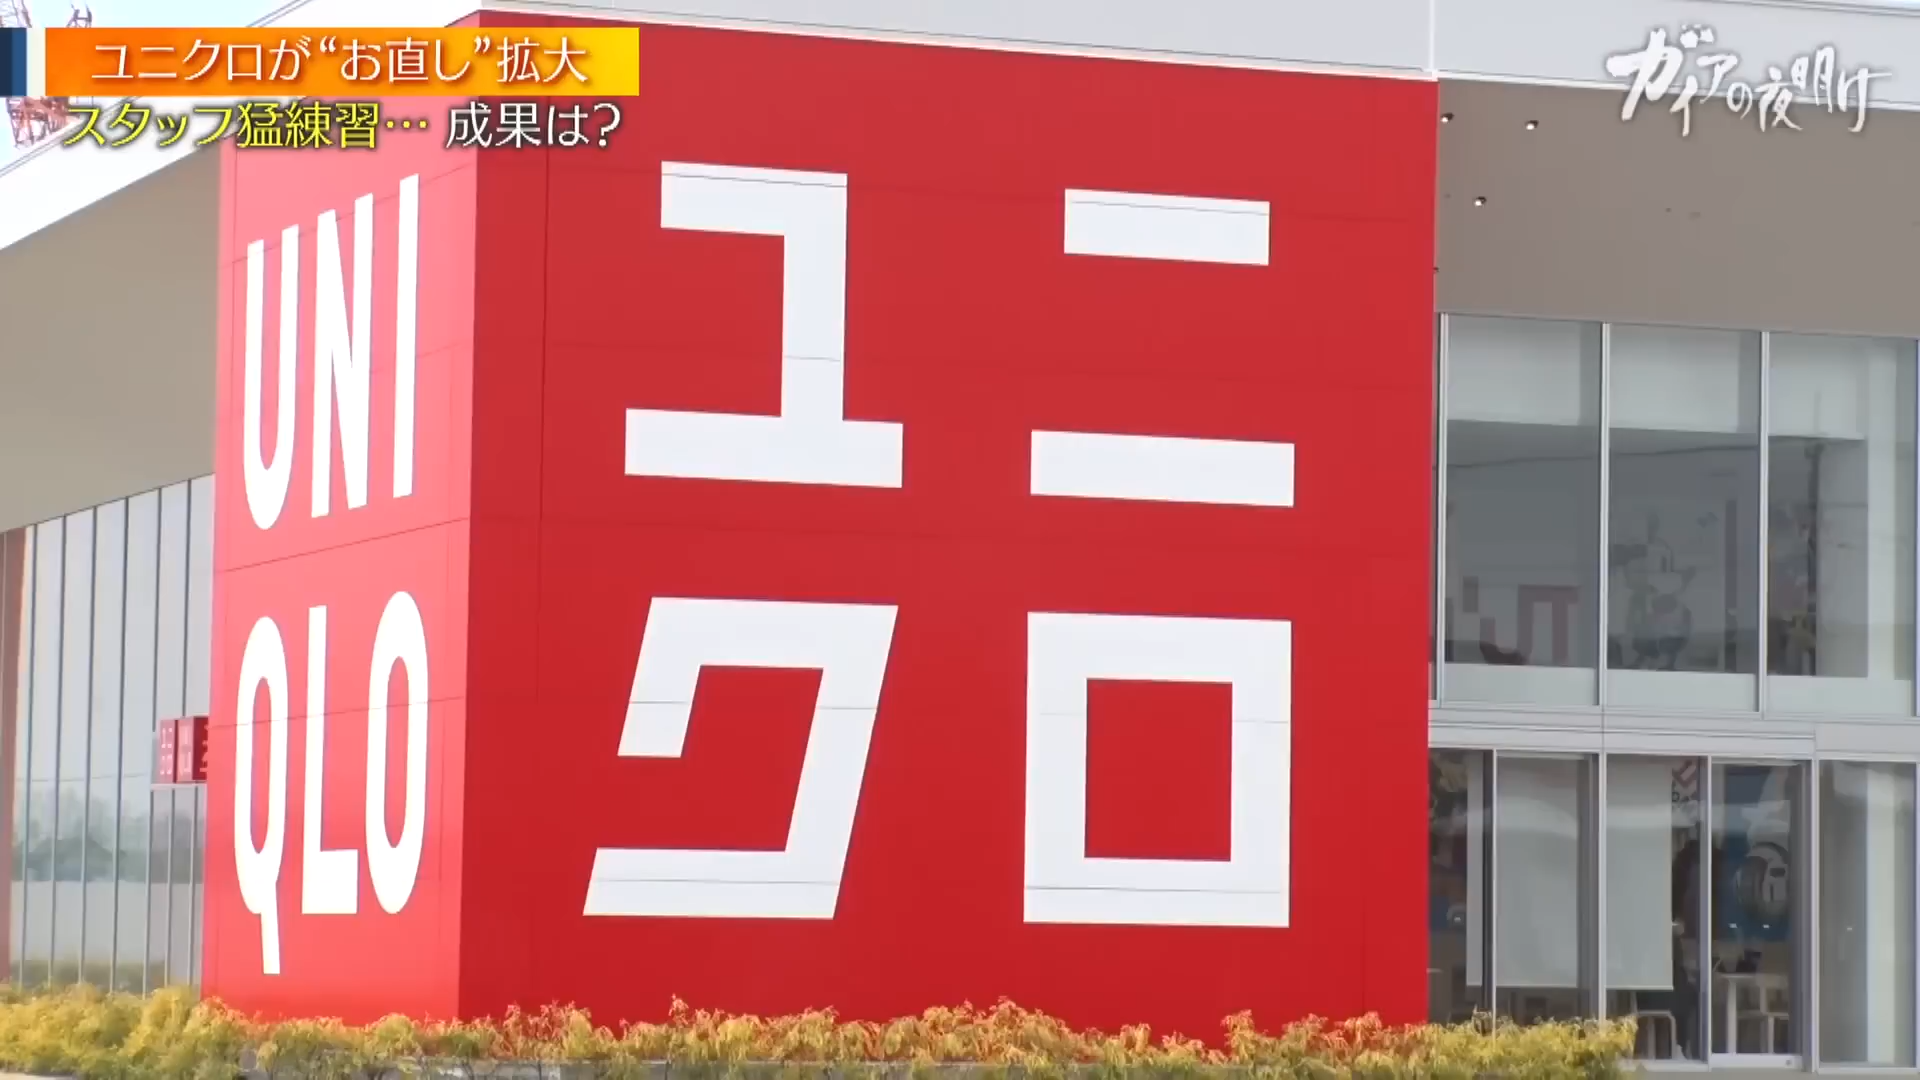 ユニクロが“お直し”拡大
スタッフ猛練習… 成果は？
ガイアの夜明け
UNI
QLO
ユニ
クロ
UT